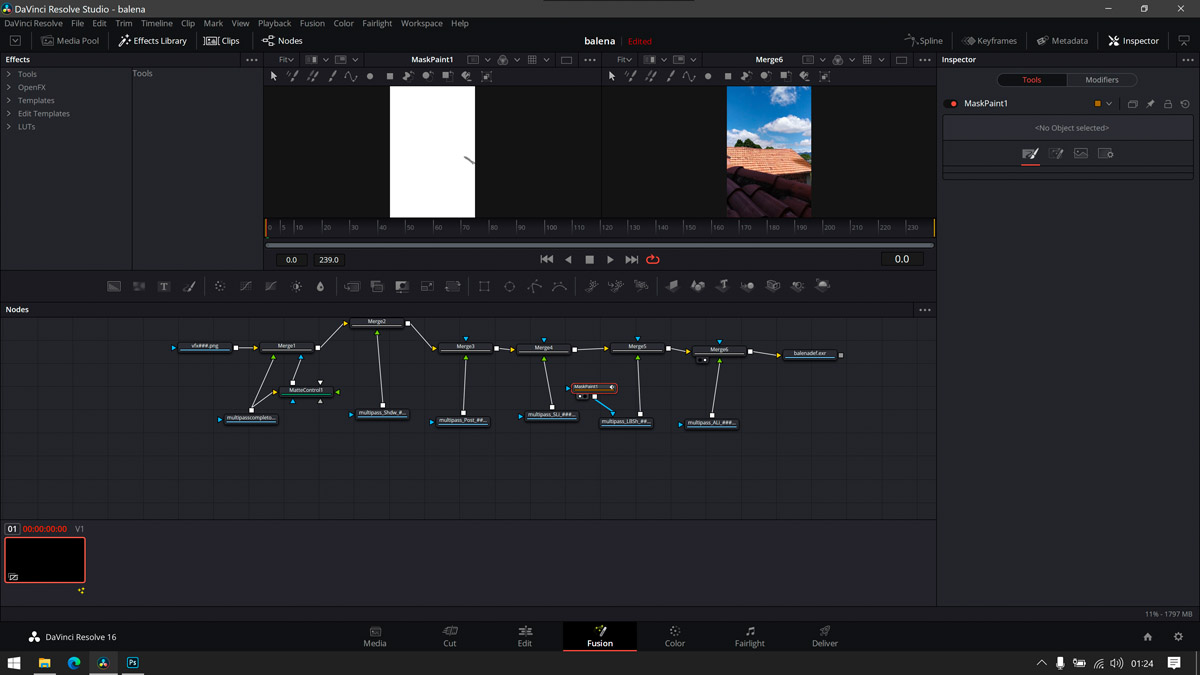 DaVinci Resolve Studio - balena
DaVinci Resolve File Edit Trim Timeline Clip Mark View Playback Fusion Color Fairlight Workspace Help
Media Pool Effects Library Clips Nodes balena Edited Spline Keyframes Metadata Inspector
Effects ••• Fit MaskPaint1 ••• Fit Merge6 ••• Inspector •••
Tools
OpenFX
Templates
Edit Templates
LUTs
Tools
Tools Modifiers
MaskPaint1
<No Object selected>
0 5 10 20 30 40 50 60 70 80 90 100 110 120 130 140 150 160 170 180 190 200 210 220 230
0.0 239.0 0.0
T
Nodes •••
Merge2
vfx###.png Merge1 Merge3 Merge4 Merge5 Merge6 balenadef.exr
MatteControl1 MaskPaint1
multipasscompleto... multipass_Shdw_#... multipass_Post_##... multipass_SLi_####... multipass_LBSh_##... multipass_ALi_###...
01 00:00:00:00 V1
11% - 1797 MB
DaVinci Resolve 16 Media Cut Edit Fusion Color Fairlight Deliver
Ps 01:24